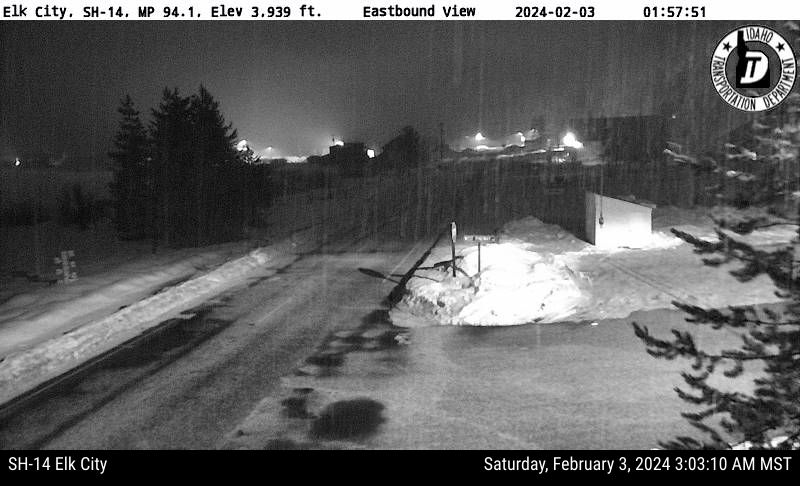 Elk City, SH-14, MP 94.1, Elev 3,939 ft. Eastbound View 2024-02-03 01:57:51
IDAHO
TRANSPORTATION DEPARTMENT
SH-14 Elk City Saturday, February 3, 2024 3:03:10 AM MST